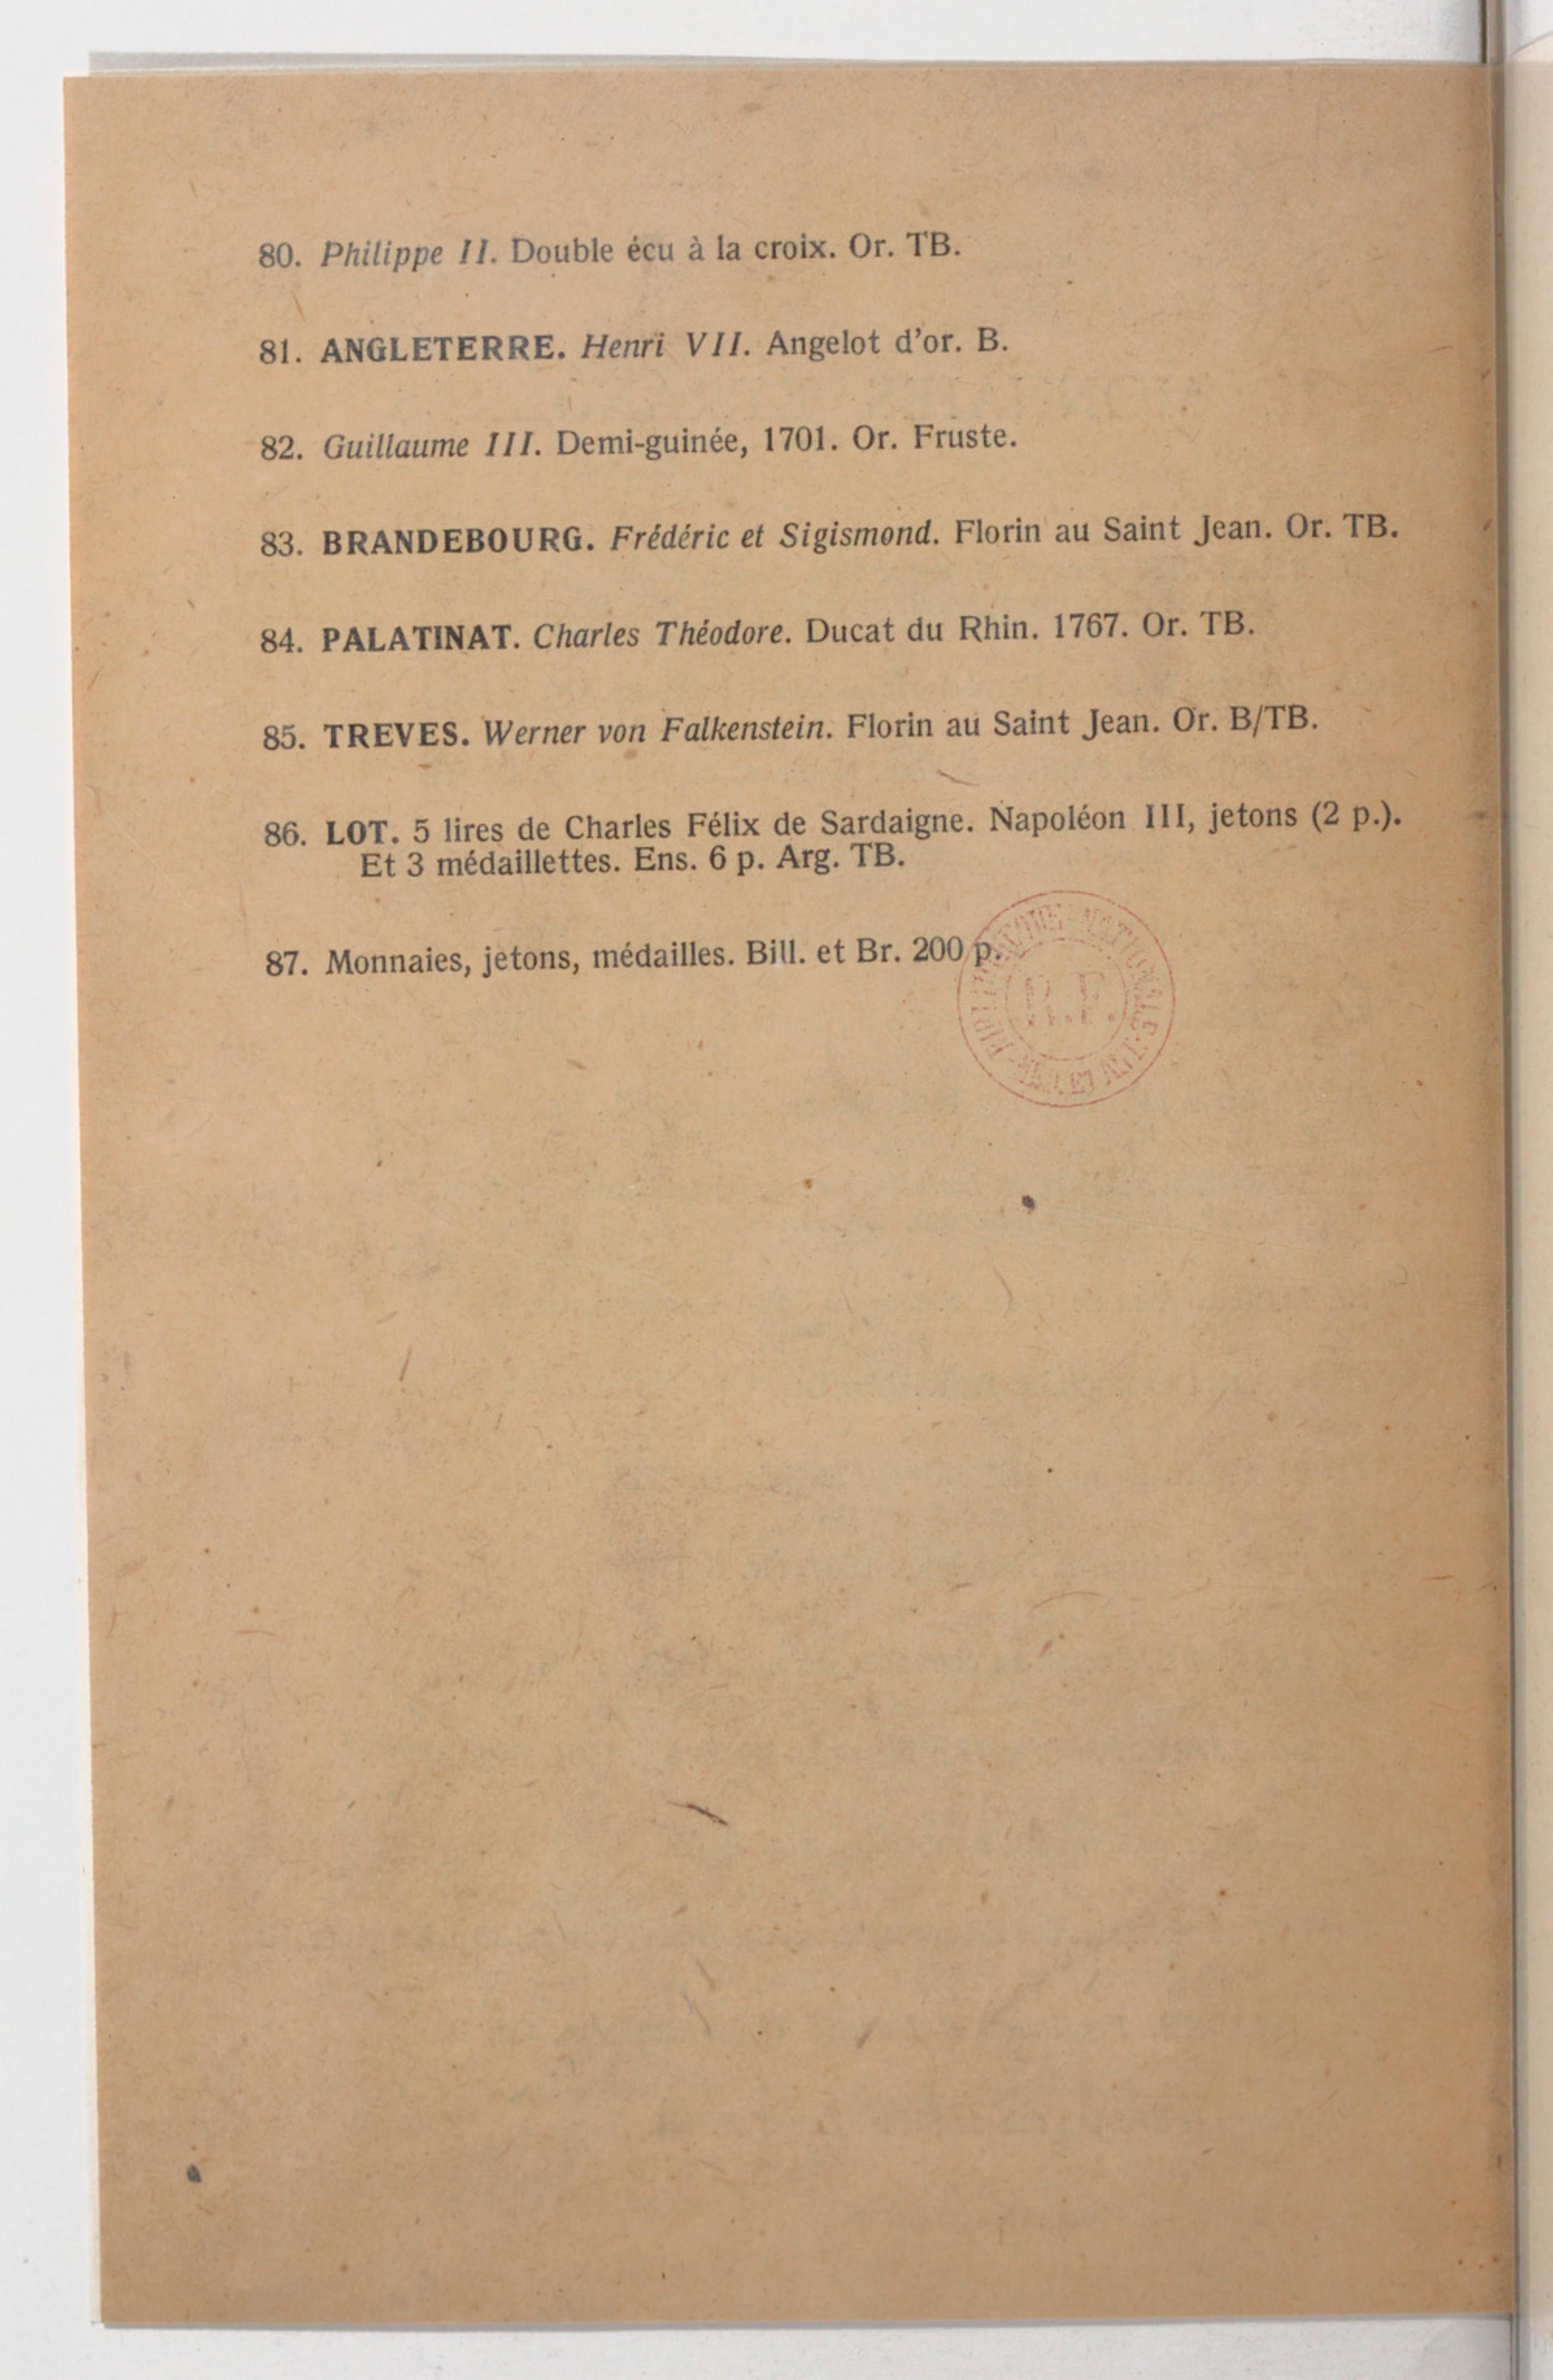 80. Philippe II. Double écu à la croix. Or. TB.
81. ANGLETERRE. Henri VII. Angelot d'or. B.
82. Guillaume III. Demi-guinée, 1701. Or. Fruste.
83. BRANDEBOURG. Frédéric et Sigismond. Florin au Saint Jean. Or. TB.
84. PALATINAT. Charles Théodore. Ducat du Rhin. 1767. Or. TB.
85. TREVES. Werner von Falkenstein. Florin au Saint Jean. Or. B/TB.
86. LOT. 5 lires de Charles Félix de Sardaigne. Napoléon III, jetons (2 p.).
Et 3 médaillettes. Ens. 6 p. Arg. TB.
87. Monnaies, jetons, médailles. Bill. et Br. 200 p.
NATIONALE
R.F.